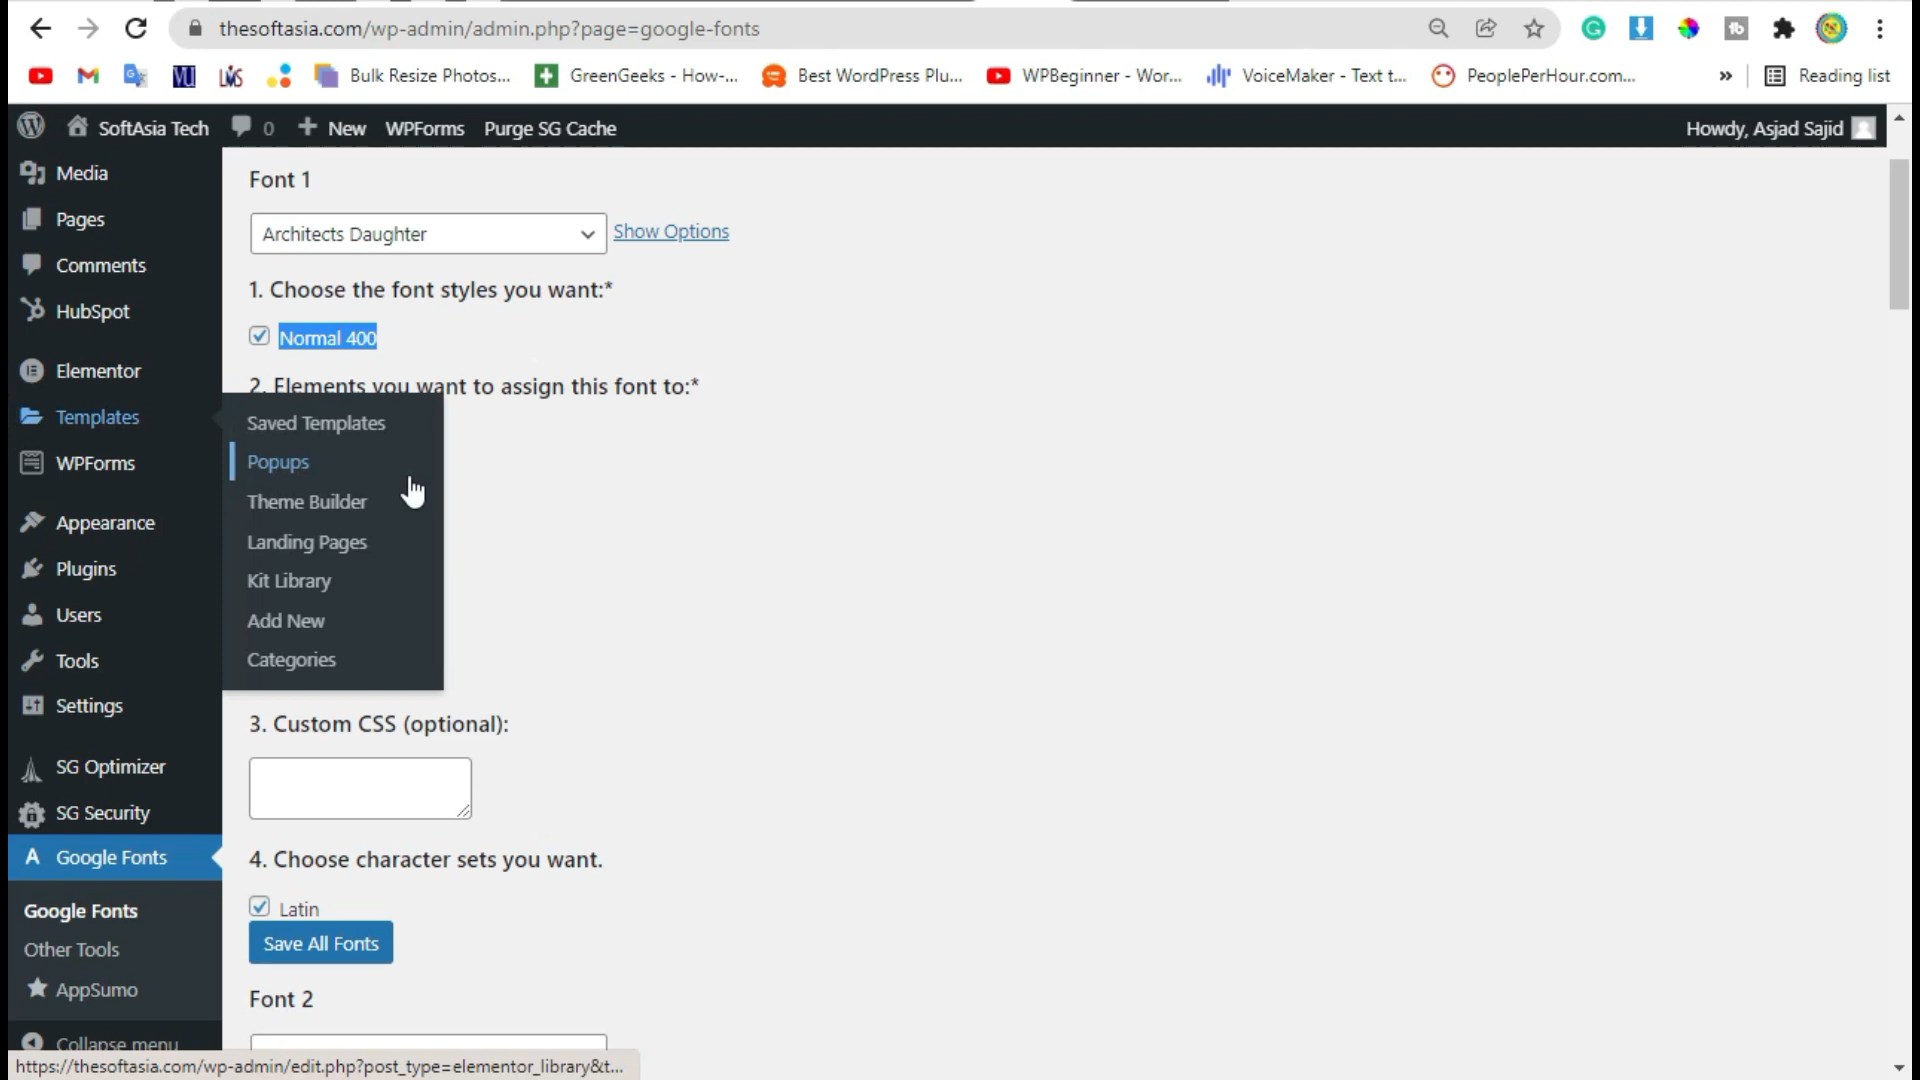 thesoftasia.com/wp-admin/admin.php?page=google-fonts
Bulk Resize Photos...
GreenGeeks - How-...
Best WordPress Plu...
WPBeginner - Wor...
VoiceMaker - Text t...
PeoplePerHour.com...
»
Reading list
SoftAsia Tech
0
+ New
WPForms
Purge SG Cache
Howdy, Asjad Sajid
Media
Pages
Comments
HubSpot
Elementor
Templates
WPForms
Appearance
Plugins
Users
Tools
Settings
SG Optimizer
SG Security
Google Fonts
Google Fonts
Other Tools
AppSumo
Collapse menu
Saved Templates
Popups
Theme Builder
Landing Pages
Kit Library
Add New
Categories
Font 1
Architects Daughter
Show Options
1. Choose the font styles you want:*
Normal 400
2. Elements you want to assign this font to:*
3. Custom CSS (optional):
4. Choose character sets you want.
Latin
Save All Fonts
Font 2
https://thesoftasia.com/wp-admin/edit.php?post_type=elementor_library&t...